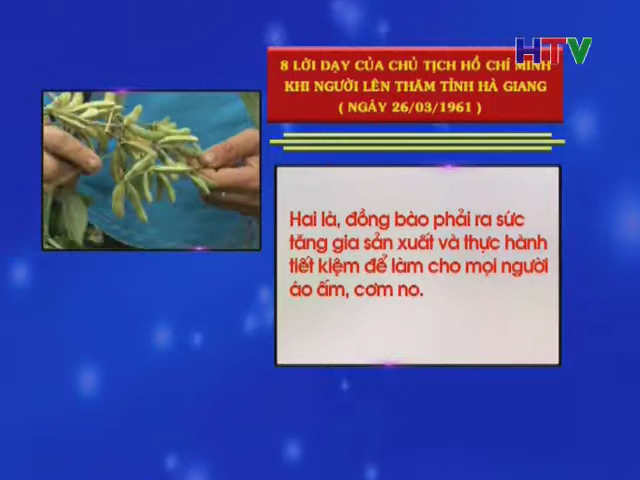 HTV
8 LỜI DẠY CỦA CHỦ TỊCH HỒ CHÍ MINH
KHI NGƯỜI LÊN THĂM TỈNH HÀ GIANG
( NGÀY 26/03/1961 )
Hai là, đồng bào phải ra sức
tăng gia sản xuất và thực hành
tiết kiệm để làm cho mọi người
áo ấm, cơm no.